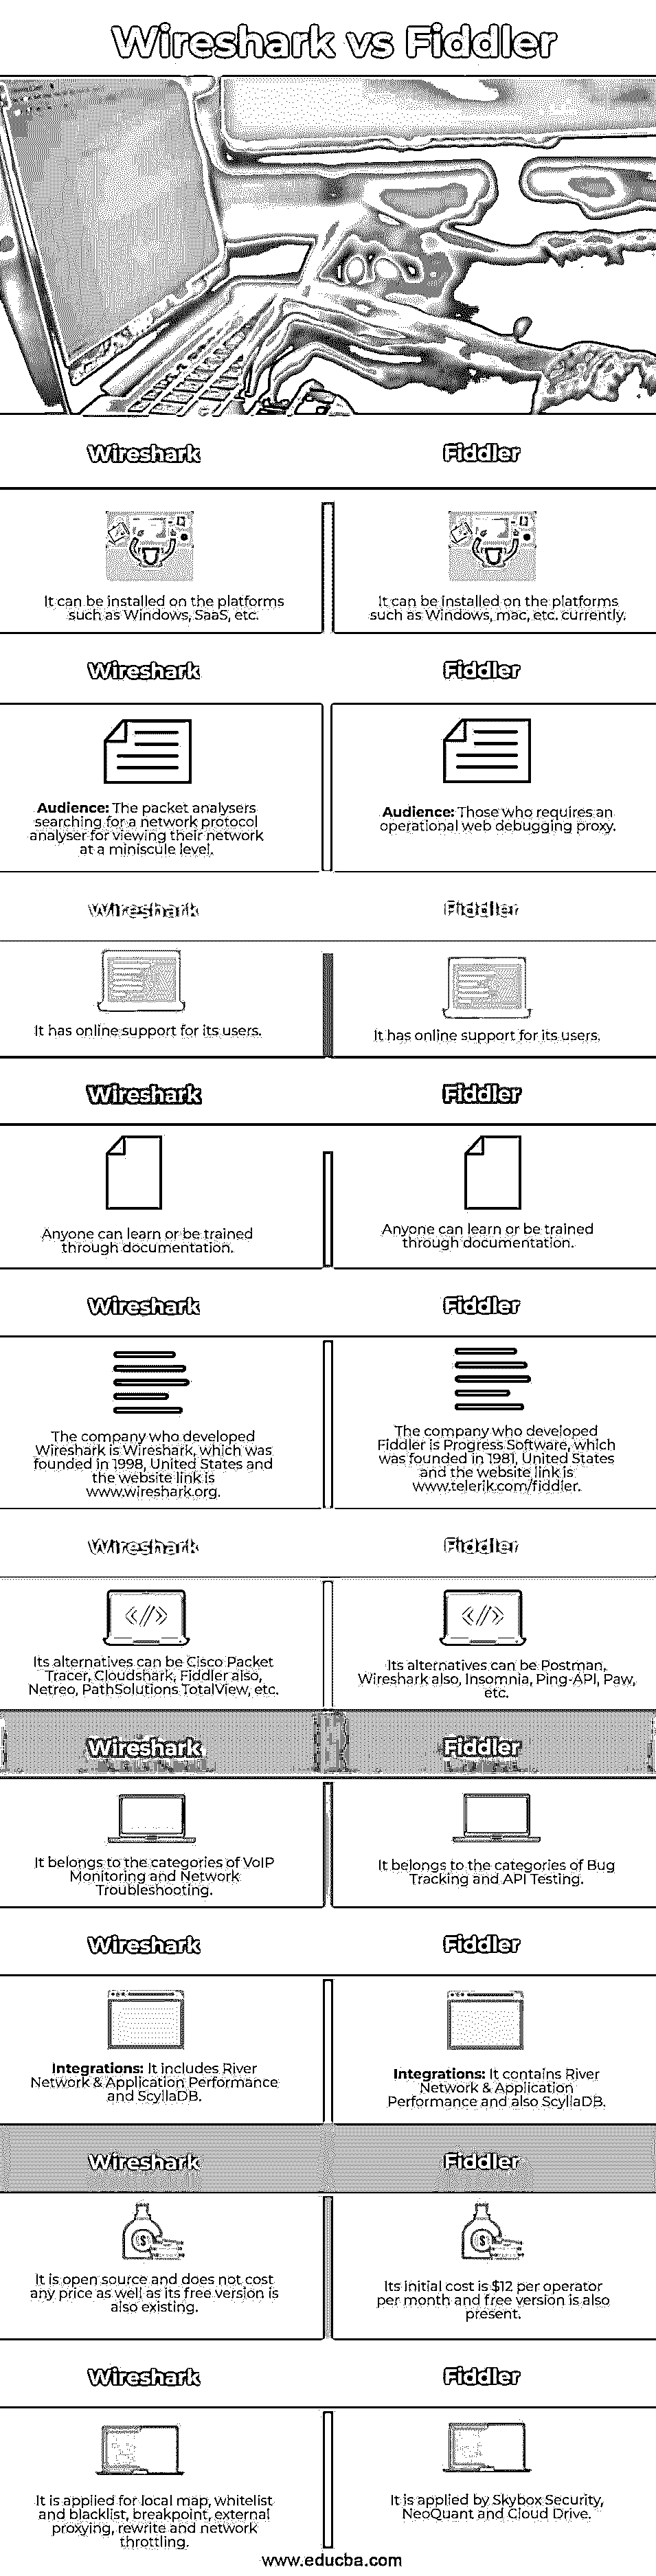 Wireshark vs Fiddler
Wireshark
Fiddler
It can be installed on the platforms
such as Windows, SaaS, etc.
It can be installed on the platforms
such as Windows, mac, etc. currently.
Wireshark
Fiddler
Audience: The packet analysers
searching for a network protocol
analyser for viewing their network
at a miniscule level.
Audience: Those who requires an
operational web debugging proxy.
Wireshark
Fiddler
It has online support for its users.
It has online support for its users.
Wireshark
Fiddler
Anyone can learn or be trained
through documentation.
Anyone can learn or be trained
through documentation.
Wireshark
Fiddler
The company who developed
Wireshark is Wireshark, which was
founded in 1998, United States and
the website link is
www.wireshark.org.
The company who developed
Fiddler is Progress Software, which
was founded in 1981, United States
and the website link is
www.telerik.com/fiddler.
Wireshark
Fiddler
</>
</>
Its alternatives can be Cisco Packet
Tracer, Cloudshark, Fiddler also,
Netreo, PathSolutions TotalView, etc.
Its alternatives can be Postman,
Wireshark also, Insomnia, Ping-API, Paw,
etc.
Wireshark
Fiddler
It belongs to the categories of VoIP
Monitoring and Network
Troubleshooting.
It belongs to the categories of Bug
Tracking and API Testing.
Wireshark
Fiddler
Integrations: It includes River
Network & Application Performance
and ScyllaDB.
Integrations: It contains River
Network & Application
Performance and also ScyllaDB.
Wireshark
Fiddler
$
$
It is open source and does not cost
any price as well as its free version is
also existing.
Its initial cost is $12 per operator
per month and free version is also
present.
Wireshark
Fiddler
It is applied for local map, whitelist
and blacklist, breakpoint, external
proxying, rewrite and network
throttling.
It is applied by Skybox Security,
NeoQuant and Cloud Drive.
www.educba.com